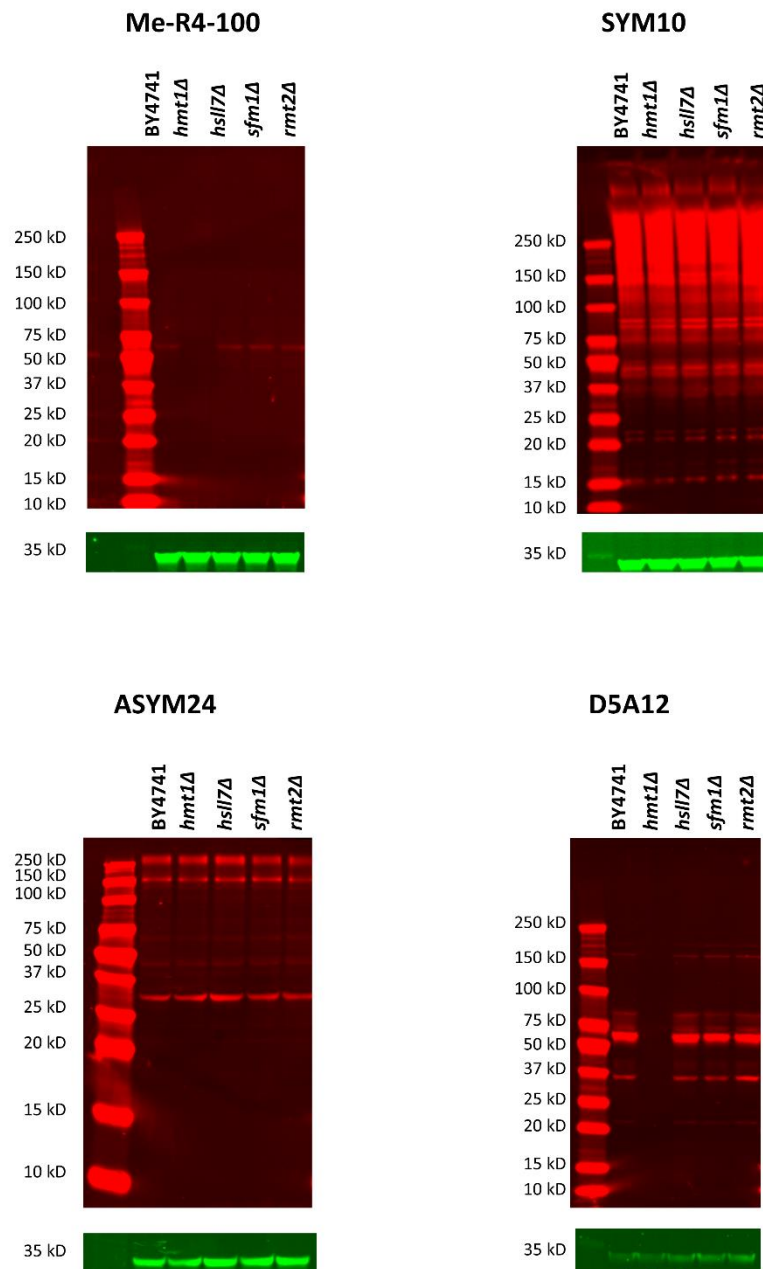 Me-R4-100
BY4741
hmt1Δ
hsll7Δ
sfm1Δ
rmt2Δ
250 kD
150 kD
100 kD
75 kD
50 kD
37 kD
25 kD
20 kD
15 kD
10 kD
35 kD
SYM10
BY4741
hmt1Δ
hsll7Δ
sfm1Δ
rmt2Δ
250 kD
150 kD
100 kD
75 kD
50 kD
37 kD
25 kD
20 kD
15 kD
10 kD
35 kD
ASYM24
BY4741
hmt1Δ
hsll7Δ
sfm1Δ
rmt2Δ
250 kD
150 kD
100 kD
75 kD
50 kD
37 kD
25 kD
20 kD
15 kD
10 kD
35 kD
D5A12
BY4741
hmt1Δ
hsll7Δ
sfm1Δ
rmt2Δ
250 kD
150 kD
100 kD
75 kD
50 kD
37 kD
25 kD
20 kD
15 kD
10 kD
35 kD